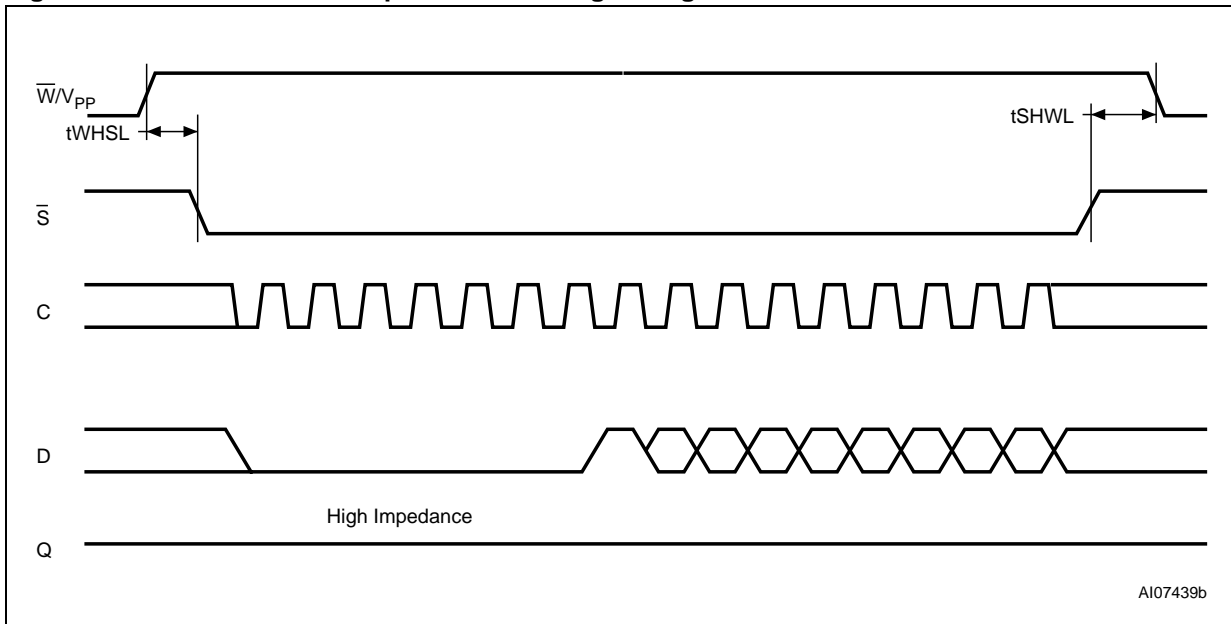 W̅/VPP
tWHSL
tSHWL
S̅
C
D
High Impedance
Q
AI07439b